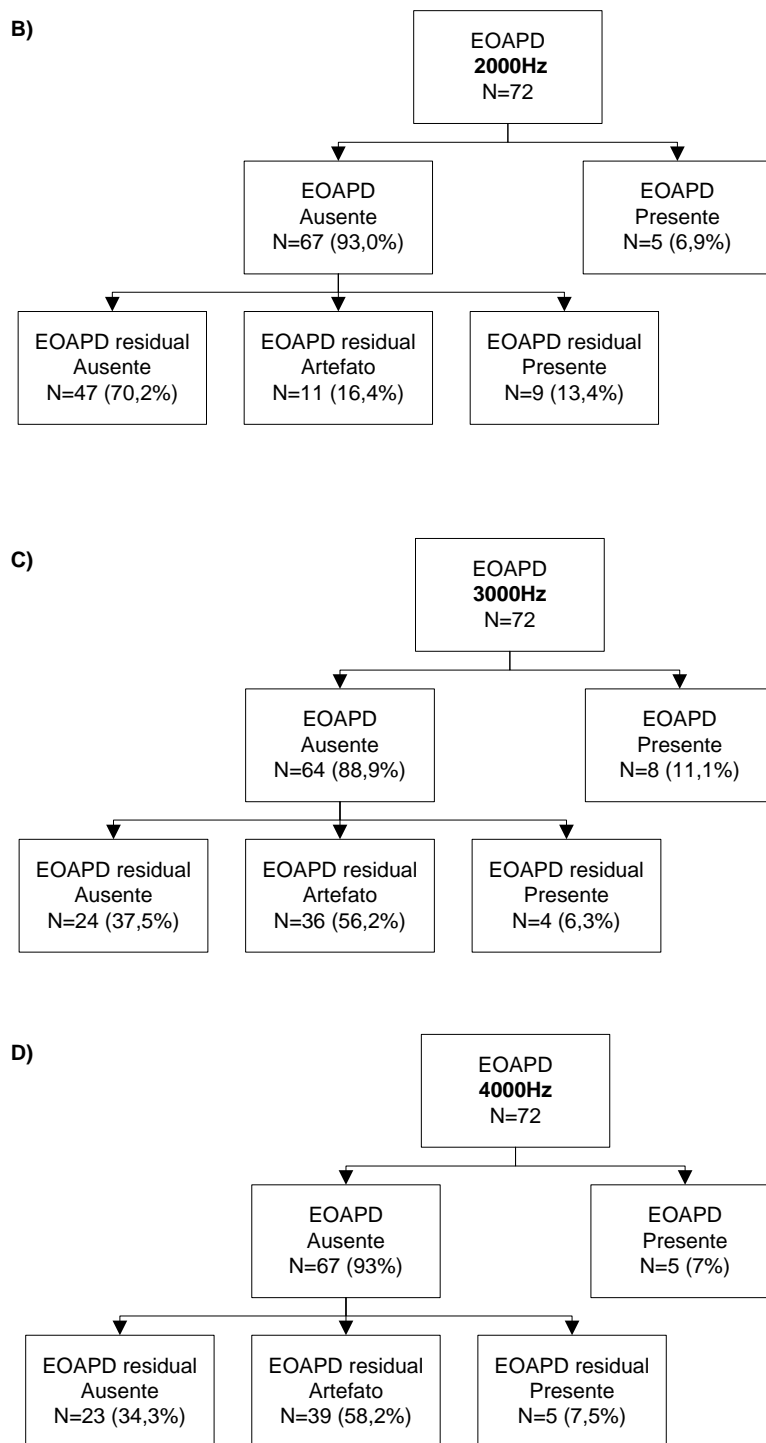 B)
EOAPD
2000Hz
N=72
EOAPD
Ausente
N=67 (93,0%)
EOAPD
Presente
N=5 (6,9%)
EOAPD residual
Ausente
N=47 (70,2%)
EOAPD residual
Artefato
N=11 (16,4%)
EOAPD residual
Presente
N=9 (13,4%)
C)
EOAPD
3000Hz
N=72
EOAPD
Ausente
N=64 (88,9%)
EOAPD
Presente
N=8 (11,1%)
EOAPD residual
Ausente
N=24 (37,5%)
EOAPD residual
Artefato
N=36 (56,2%)
EOAPD residual
Presente
N=4 (6,3%)
D)
EOAPD
4000Hz
N=72
EOAPD
Ausente
N=67 (93%)
EOAPD
Presente
N=5 (7%)
EOAPD residual
Ausente
N=23 (34,3%)
EOAPD residual
Artefato
N=39 (58,2%)
EOAPD residual
Presente
N=5 (7,5%)